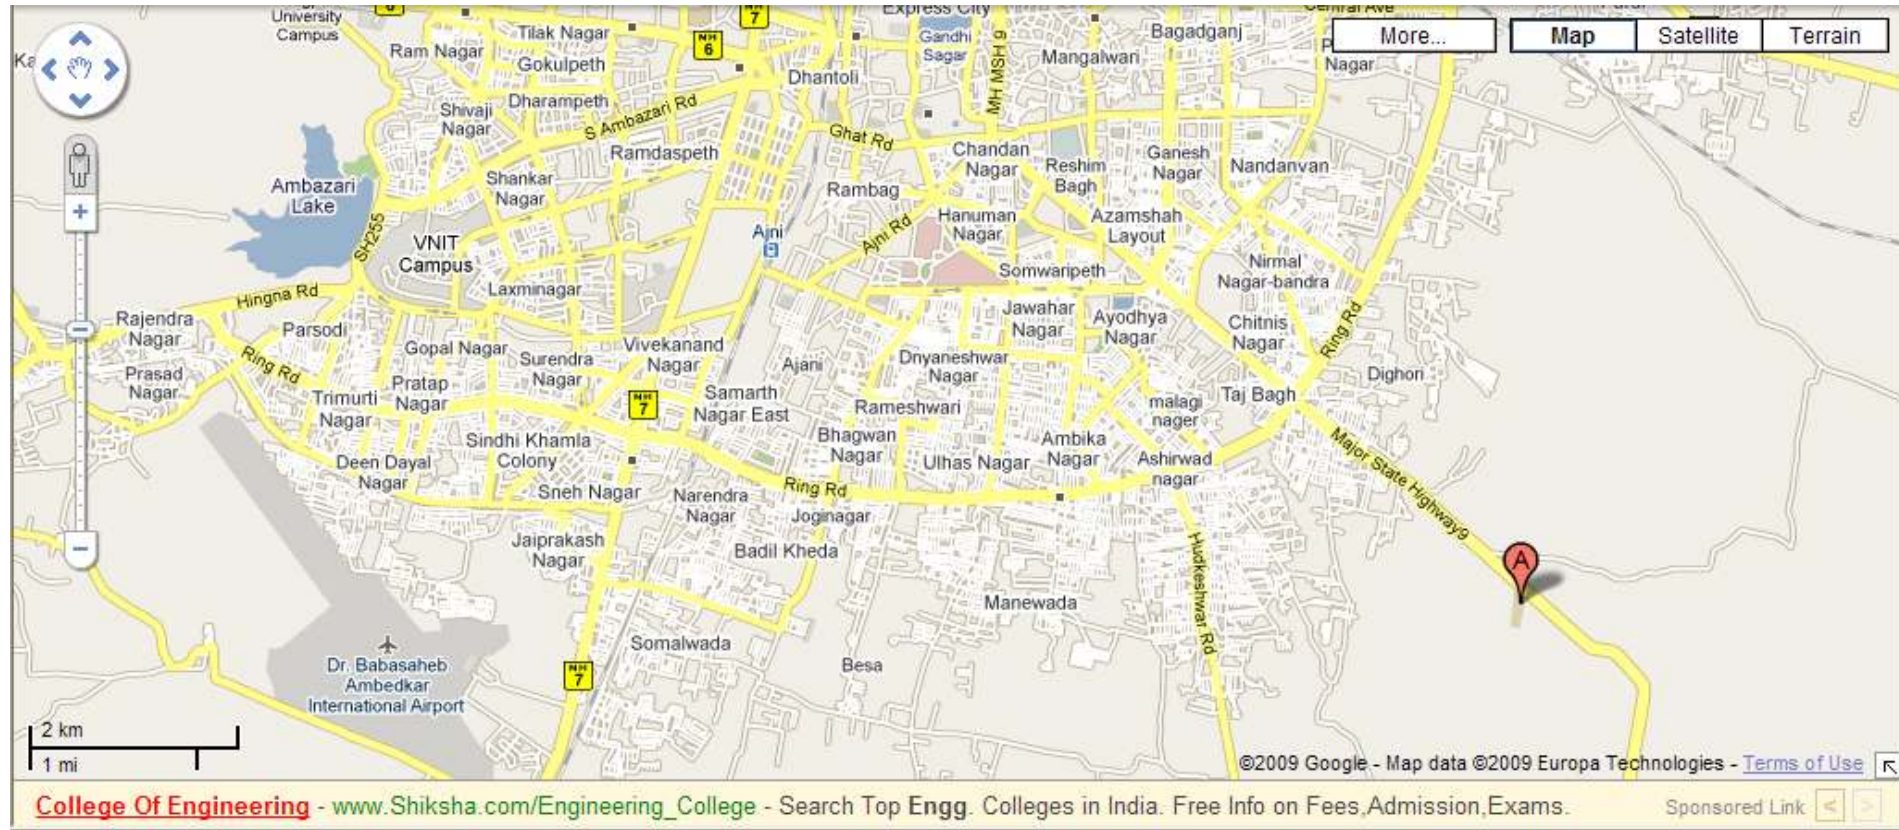 University
Campus
Express City
Central Ave
NH
7
NH
6
Tilak Nagar
Ram Nagar
Gokulpeth
Gandhi
Sagar
MH MSH 9
Bagadganj
Mangalwari
Nagar
More...
Map
Satellite
Terrain
Dhantoli
Shivaji
Nagar
Dharampeth
S Ambazari Rd
Ghat Rd
Ramdaspeth
Chandan
Nagar
Reshim
Bagh
Ganesh
Nagar
Nandanvan
Ambazari
Lake
Shankar
Nagar
Rambag
Hanuman
Nagar
Azamshah
Layout
SH255
VNIT
Campus
Ajni
Ajni Rd
Somwaripeth
Nirmal
Nagar-bandra
Hingna Rd
Laxminagar
Rajendra
Nagar
Parsodi
Jawahar
Nagar
Ayodhya
Nagar
Chitnis
Nagar
Ring Rd
Gopal Nagar
Surendra
Nagar
Vivekanand
Nagar
Ajani
Dnyaneshwar
Nagar
Dighori
Ring Rd
Prasad
Nagar
Trimurti
Nagar
Pratap
Nagar
NH
7
Samarth
Nagar East
Rameshwari
malagi
nager
Taj Bagh
Sindhi Khamla
Colony
Bhagwan
Nagar
Ulhas Nagar
Ambika
Nagar
Ashirwad
nagar
Major State Highway9
Deen Dayal
Nagar
Sneh Nagar
Narendra
Nagar
Ring Rd
Joginagar
Jaiprakash
Nagar
Badil Kheda
Hudkeshwar Rd
A
Manewada
Somalwada
Besa
Dr. Babasaheb
Ambedkar
International Airport
NH
7
2 km
1 mi
©2009 Google - Map data ©2009 Europa Technologies - Terms of Use
College Of Engineering - www.Shiksha.com/Engineering_College - Search Top Engg. Colleges in India. Free Info on Fees,Admission,Exams.
Sponsored Link < >